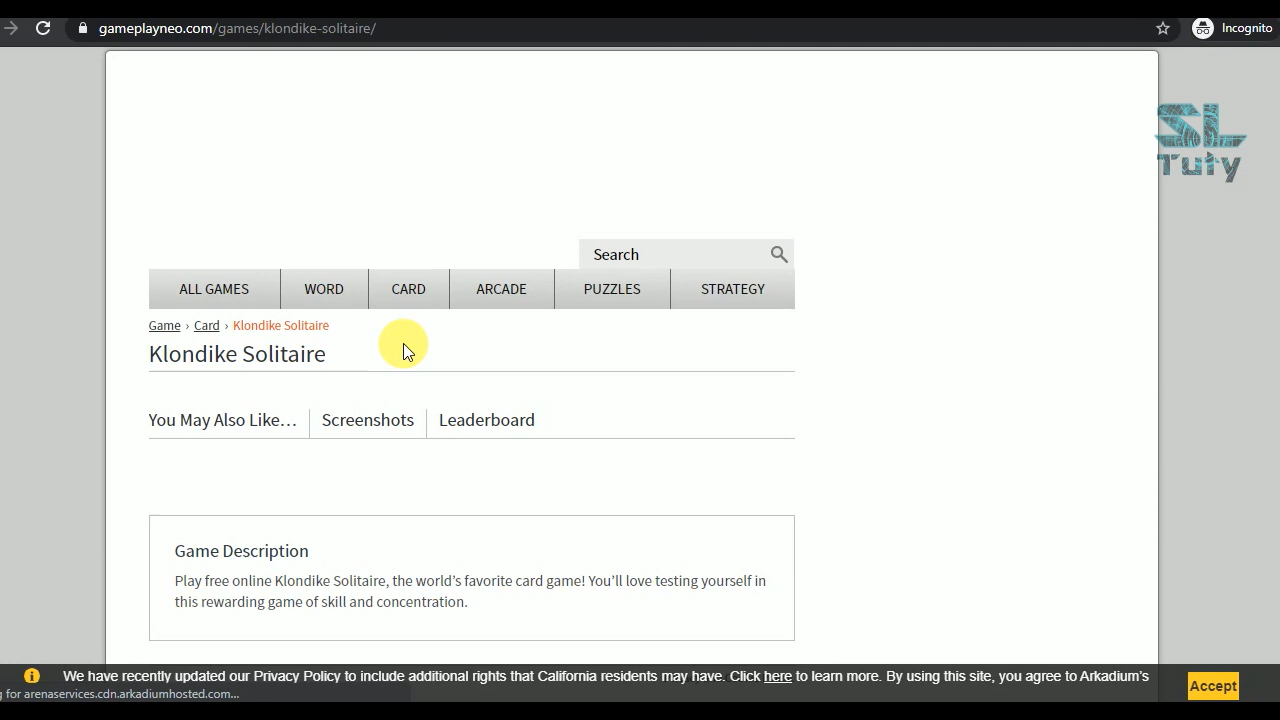 gameplayneo.com/games/klondike-solitaire/
Incognito
SL
Tuty
Search
ALL GAMES
WORD
CARD
ARCADE
PUZZLES
STRATEGY
Game › Card › Klondike Solitaire
Klondike Solitaire
You May Also Like…
Screenshots
Leaderboard
Game Description
Play free online Klondike Solitaire, the world’s favorite card game! You’ll love testing yourself in
this rewarding game of skill and concentration.
We have recently updated our Privacy Policy to include additional rights that California residents may have. Click here to learn more. By using this site, you agree to Arkadium's
Accept
g for arenaservices.cdn.arkadiumhosted.com...